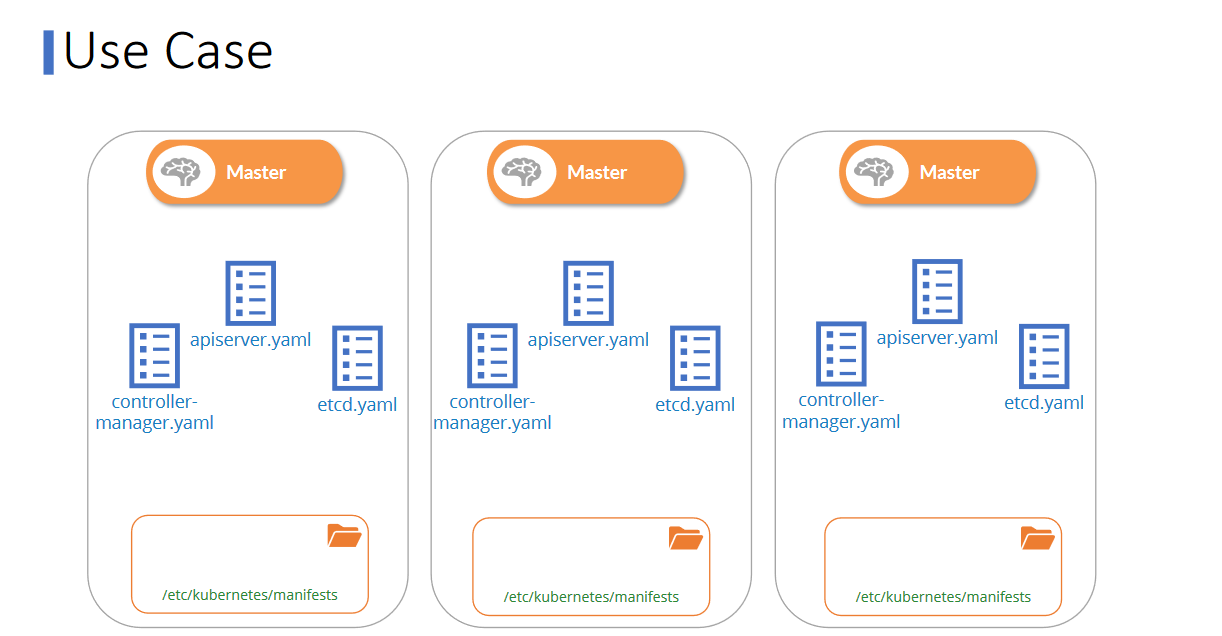 Use Case
Master
apiserver.yaml
controller-
manager.yaml
etcd.yaml
/etc/kubernetes/manifests
Master
apiserver.yaml
controller-
manager.yaml
etcd.yaml
/etc/kubernetes/manifests
Master
apiserver.yaml
controller-
manager.yaml
etcd.yaml
/etc/kubernetes/manifests